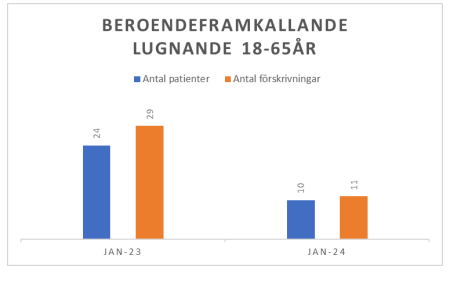 BEROENDEFRAMKALLANDE
LUGNANDE 18-65ÅR
Antal patienter Antal förskrivningar
24 29 10 11
JAN-23 JAN-24